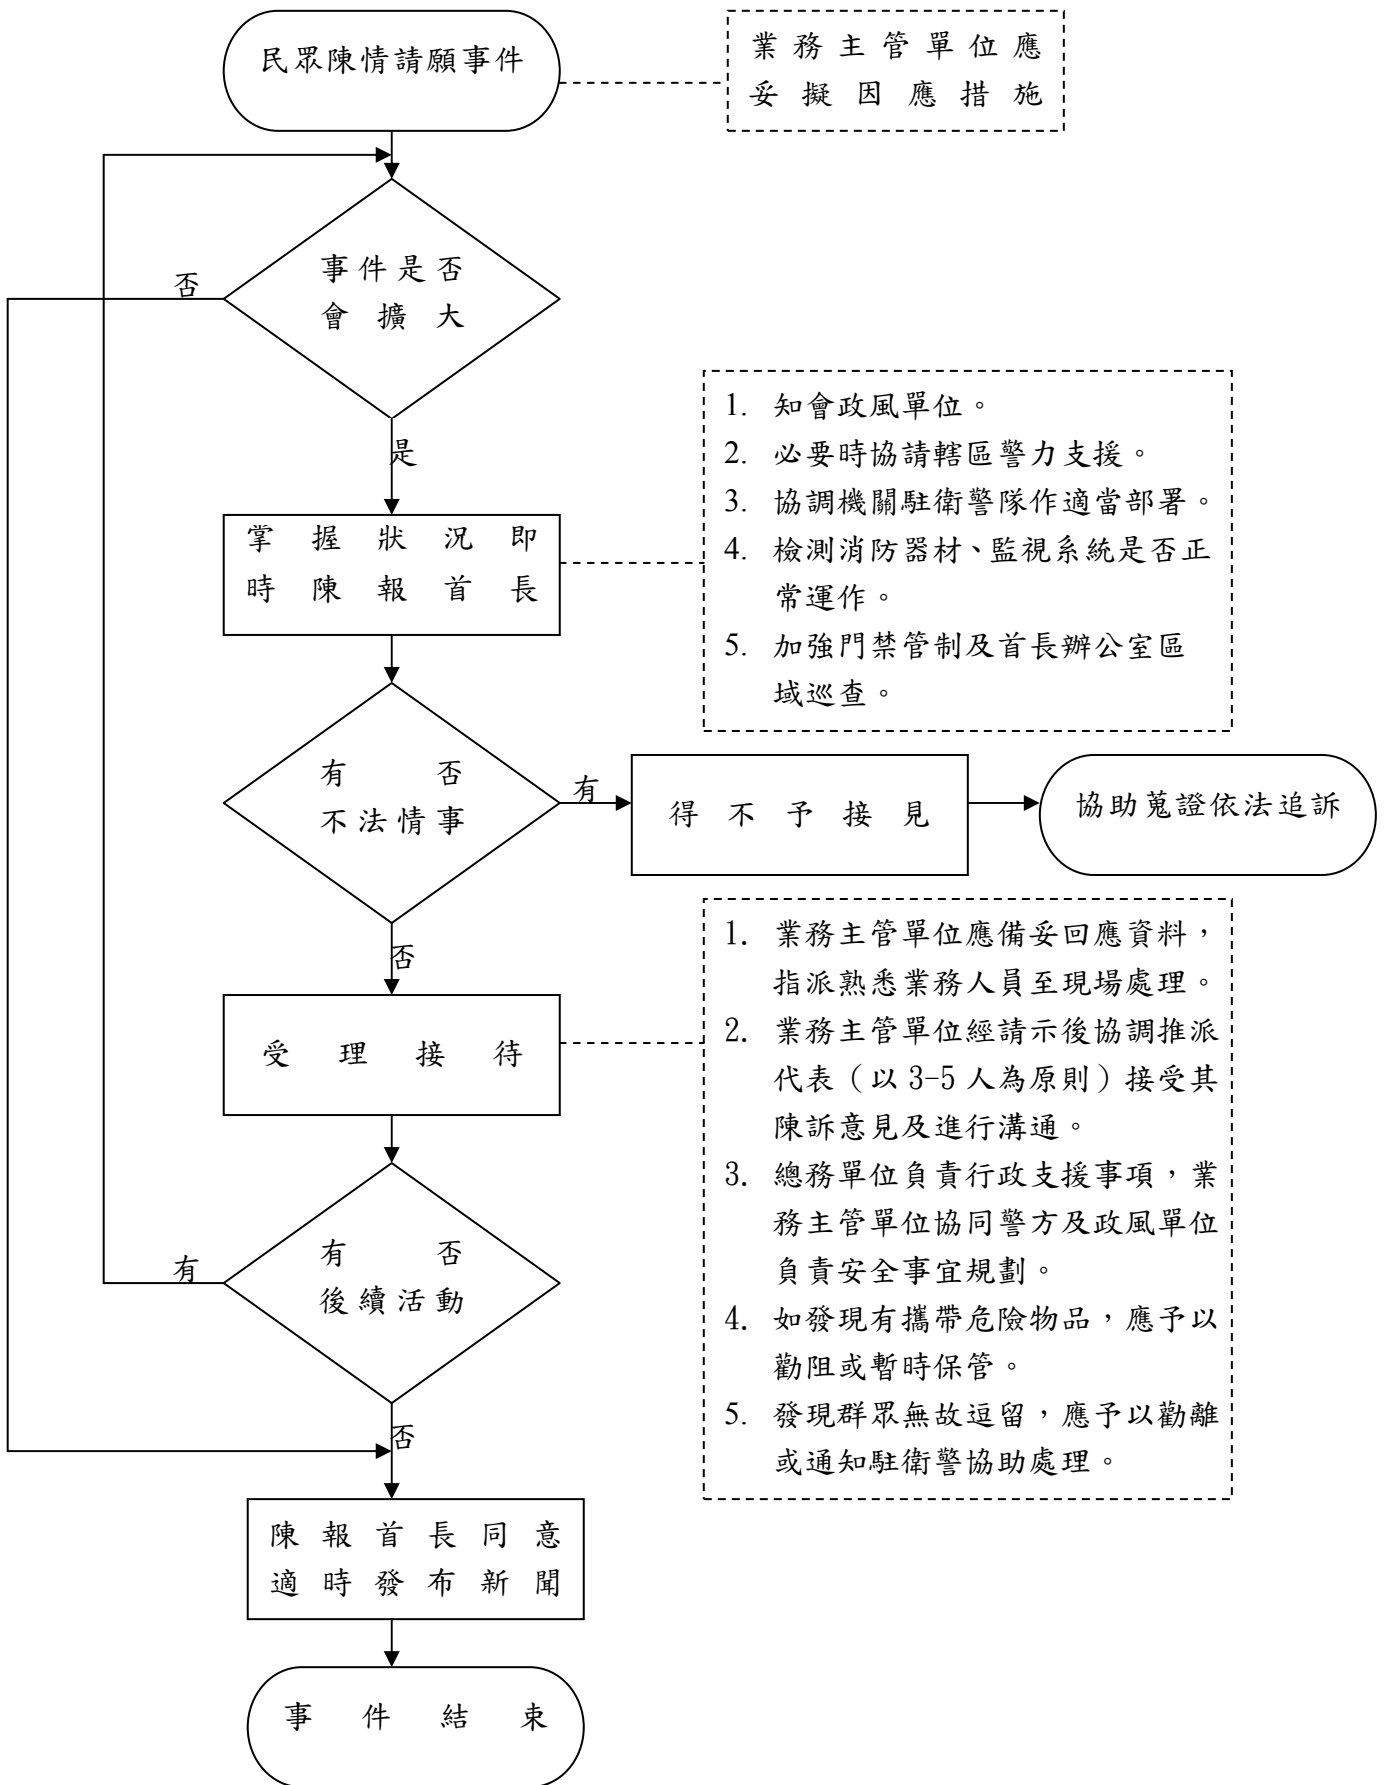 民眾陳情請願事件
業務主管單位應
妥擬因應措施
事件是否
會擴大
否
是
掌握狀況即
時陳報首長
1. 知會政風單位。
2. 必要時協請轄區警力支援。
3. 協調機關駐衛警隊作適當部署。
4. 檢測消防器材、監視系統是否正
常運作。
5. 加強門禁管制及首長辦公室區
域巡查。
有否
不法情事
有
得不予接見
協助蒐證依法追訴
否
受理接待
1. 業務主管單位應備妥回應資料，
指派熟悉業務人員至現場處理。
2. 業務主管單位經請示後協調推派
代表（以 3-5 人為原則）接受其
陳訴意見及進行溝通。
3. 總務單位負責行政支援事項，業
務主管單位協同警方及政風單位
負責安全事宜規劃。
4. 如發現有攜帶危險物品，應予以
勸阻或暫時保管。
5. 發現群眾無故逗留，應予以勸離
或通知駐衛警協助處理。
有否
後續活動
有
否
陳報首長同意
適時發布新聞
事件結束